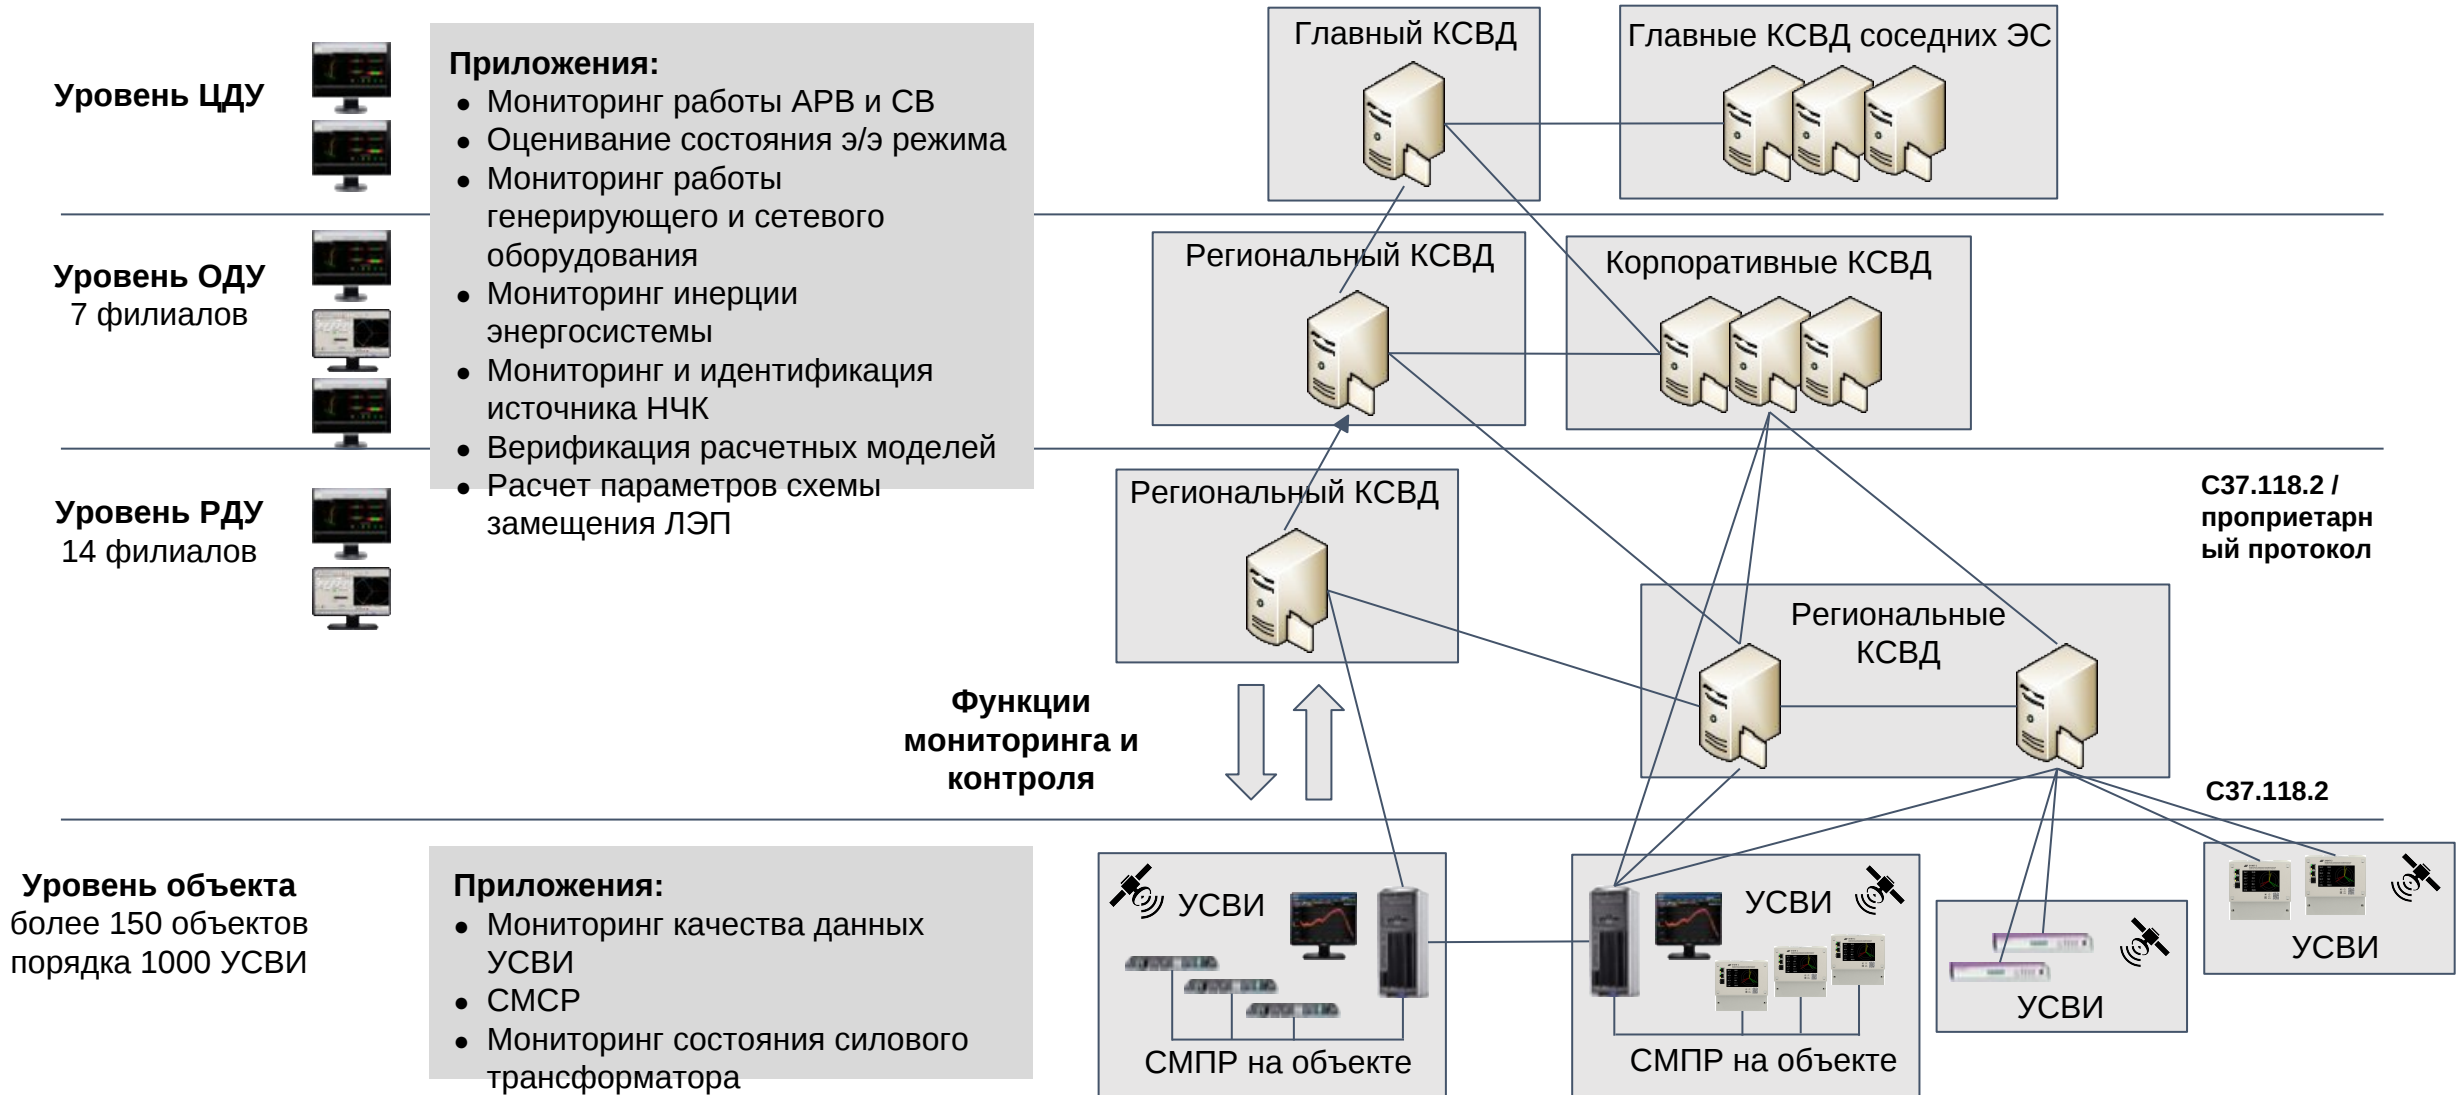 Уровень ЦДУ
Уровень ОДУ
7 филиалов
Уровень РДУ
14 филиалов
Приложения:
• Мониторинг работы АРВ и СВ
• Оценивание состояния э/э режима
• Мониторинг работы
генерирующего и сетевого
оборудования
• Мониторинг инерции
энергосистемы
• Мониторинг и идентификация
источника НЧК
• Верификация расчетных моделей
• Расчет параметров схемы
замещения ЛЭП
Главный КСВД
Главные КСВД соседних ЭС
Региональный КСВД
Корпоративные КСВД
Региональный КСВД
C37.118.2 /
проприетарн
ый протокол
Региональные
КСВД
Функции
мониторинга и
контроля
C37.118.2
Уровень объекта
более 150 объектов
порядка 1000 УСВИ
Приложения:
• Мониторинг качества данных
УСВИ
• СМСР
• Мониторинг состояния силового
трансформатора
УСВИ
СМПР на объекте
УСВИ
СМПР на объекте
УСВИ
УСВИ